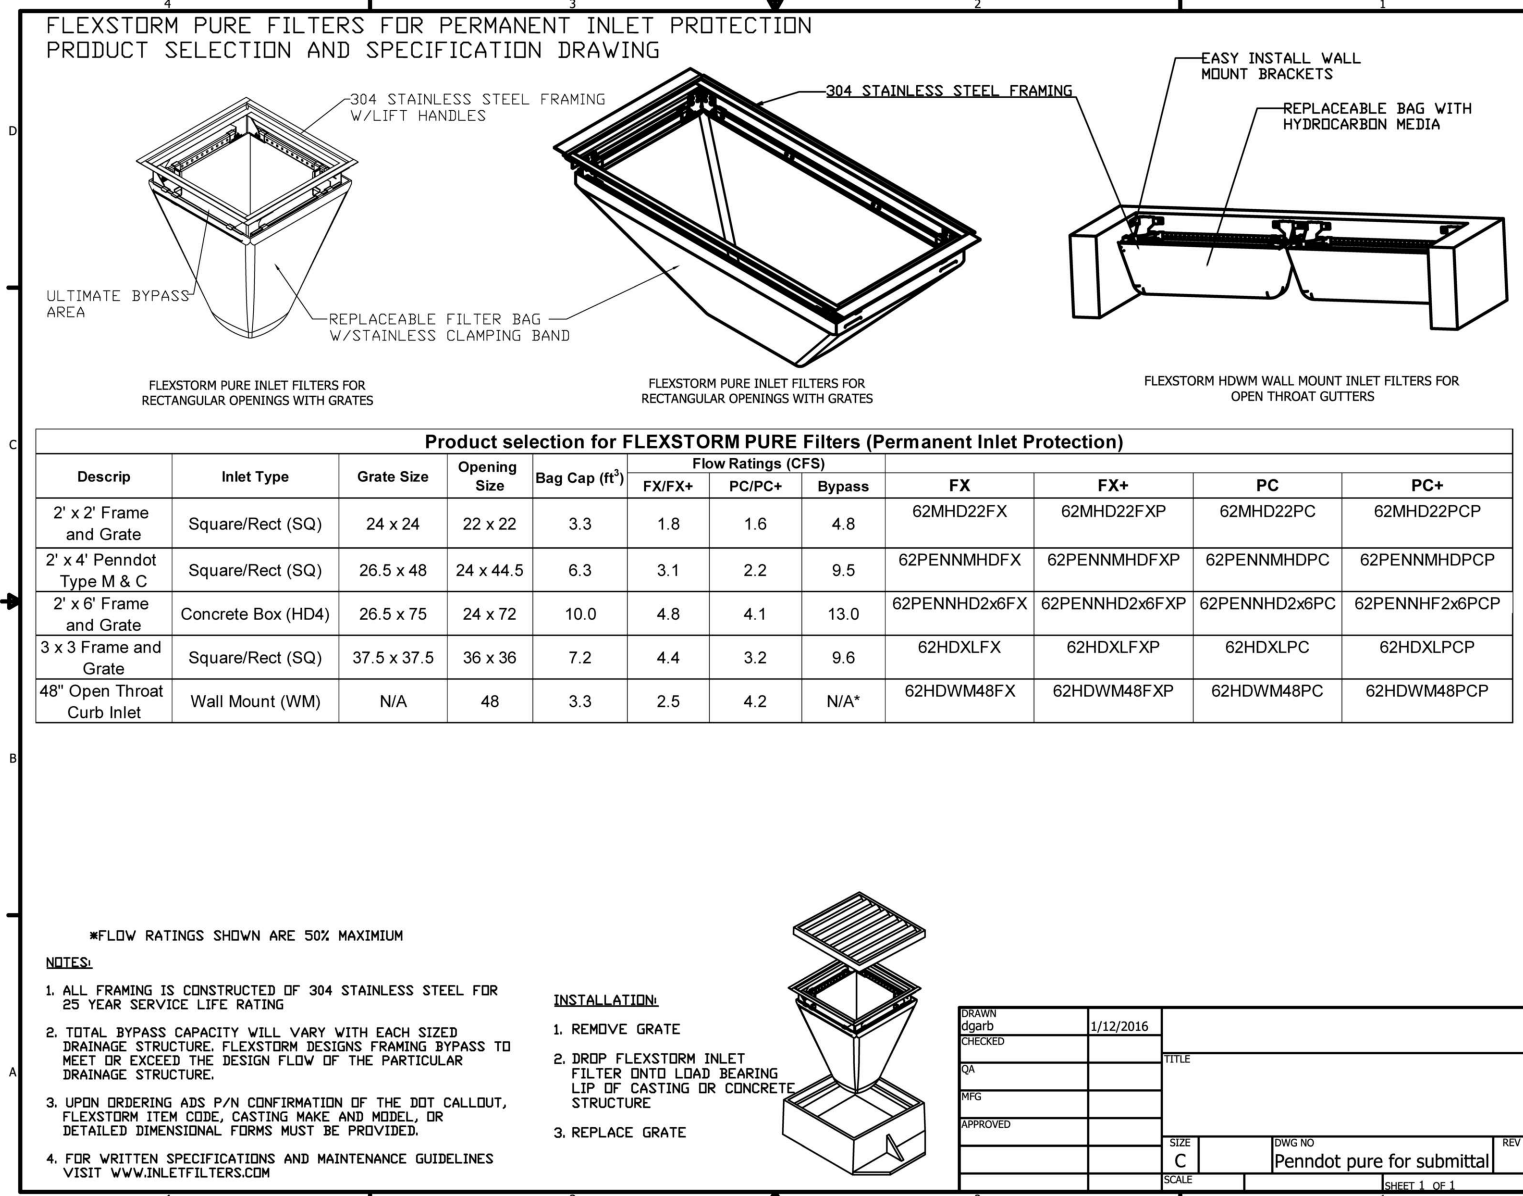 4 3 2 1
FLEXSTORM PURE FILTERS FOR PERMANENT INLET PROTECTION
PRODUCT SELECTION AND SPECIFICATION DRAWING
D
304 STAINLESS STEEL FRAMING
W/LIFT HANDLES
304 STAINLESS STEEL FRAMING
EASY INSTALL WALL
MOUNT BRACKETS
REPLACEABLE BAG WITH
HYDROCARBON MEDIA
ULTIMATE BYPASS
AREA
REPLACEABLE FILTER BAG
W/STAINLESS CLAMPING BAND
FLEXSTORM PURE INLET FILTERS FOR
RECTANGULAR OPENINGS WITH GRATES
FLEXSTORM PURE INLET FILTERS FOR
RECTANGULAR OPENINGS WITH GRATES
FLEXSTORM HDWM WALL MOUNT INLET FILTERS FOR
OPEN THROAT GUTTERS
C
Product selection for FLEXSTORM PURE Filters (Permanent Inlet Protection)
Descrip Inlet Type Grate Size Opening Size Bag Cap (ft³) Flow Ratings (CFS)
FX/FX+ PC/PC+ Bypass FX FX+ PC PC+
2' x 2' Frame and Grate Square/Rect (SQ) 24 x 24 22 x 22 3.3 1.8 1.6 4.8 62MHD22FX 62MHD22FXP 62MHD22PC 62MHD22PCP
2' x 4' Penndot Type M & C Square/Rect (SQ) 26.5 x 48 24 x 44.5 6.3 3.1 2.2 9.5 62PENNMHDFX 62PENNMHDFXP 62PENNMHDPC 62PENNMHDPCP
2' x 6' Frame and Grate Concrete Box (HD4) 26.5 x 75 24 x 72 10.0 4.8 4.1 13.0 62PENNHD2x6FX 62PENNHD2x6FXP 62PENNHD2x6PC 62PENNHF2x6PCP
3 x 3 Frame and Grate Square/Rect (SQ) 37.5 x 37.5 36 x 36 7.2 4.4 3.2 9.6 62HDXLFX 62HDXLFXP 62HDXLPC 62HDXLPCP
48" Open Throat Curb Inlet Wall Mount (WM) N/A 48 3.3 2.5 4.2 N/A* 62HDWM48FX 62HDWM48FXP 62HDWM48PC 62HDWM48PCP
B
*FLOW RATINGS SHOWN ARE 50% MAXIMIUM
NOTES:
1. ALL FRAMING IS CONSTRUCTED OF 304 STAINLESS STEEL FOR
25 YEAR SERVICE LIFE RATING
2. TOTAL BYPASS CAPACITY WILL VARY WITH EACH SIZED
DRAINAGE STRUCTURE. FLEXSTORM DESIGNS FRAMING BYPASS TO
MEET OR EXCEED THE DESIGN FLOW OF THE PARTICULAR
DRAINAGE STRUCTURE.
3. UPON ORDERING ADS P/N CONFIRMATION OF THE DOT CALLOUT,
FLEXSTORM ITEM CODE, CASTING MAKE AND MODEL, OR
DETAILED DIMENSIONAL FORMS MUST BE PROVIDED.
4. FOR WRITTEN SPECIFICATIONS AND MAINTENANCE GUIDELINES
VISIT WWW.INLETFILTERS.COM
A
INSTALLATION:
1. REMOVE GRATE
2. DROP FLEXSTORM INLET
FILTER ONTO LOAD BEARING
LIP OF CASTING OR CONCRETE
STRUCTURE
3. REPLACE GRATE
DRAWN
dgarb 1/12/2016
CHECKED
QA
MFG
APPROVED
TITLE
SIZE
C
DWG NO
Penndot pure for submittal
REV
SCALE
SHEET 1 OF 1